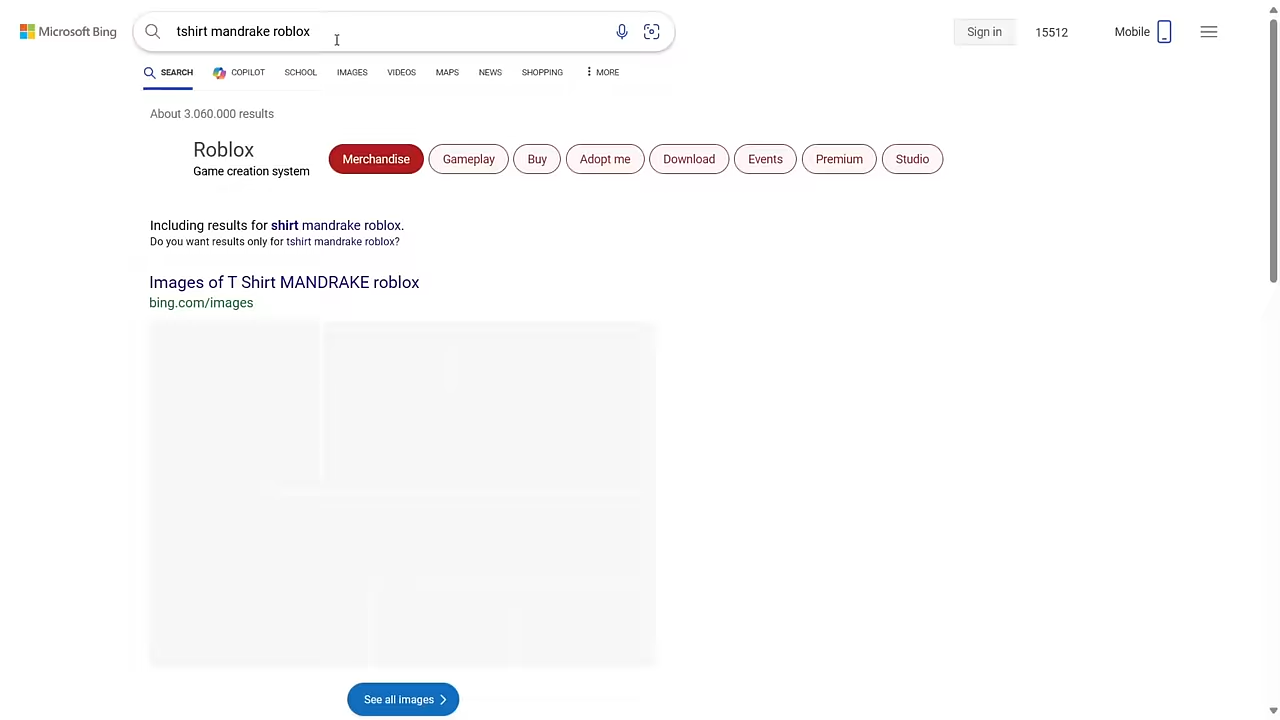 Microsoft Bing
tshirt mandrake roblox
Sign in
15512
Mobile
SEARCH
COPILOT
SCHOOL
IMAGES
VIDEOS
MAPS
NEWS
SHOPPING
MORE
About 3.060.000 results
Roblox
Game creation system
Merchandise
Gameplay
Buy
Adopt me
Download
Events
Premium
Studio
Including results for shirt mandrake roblox.
Do you want results only for tshirt mandrake roblox?
Images of T Shirt MANDRAKE roblox
bing.com/images
See all images